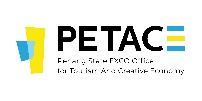 PETACE
Penang State EXCO Office
for Tourism And Creative Economy